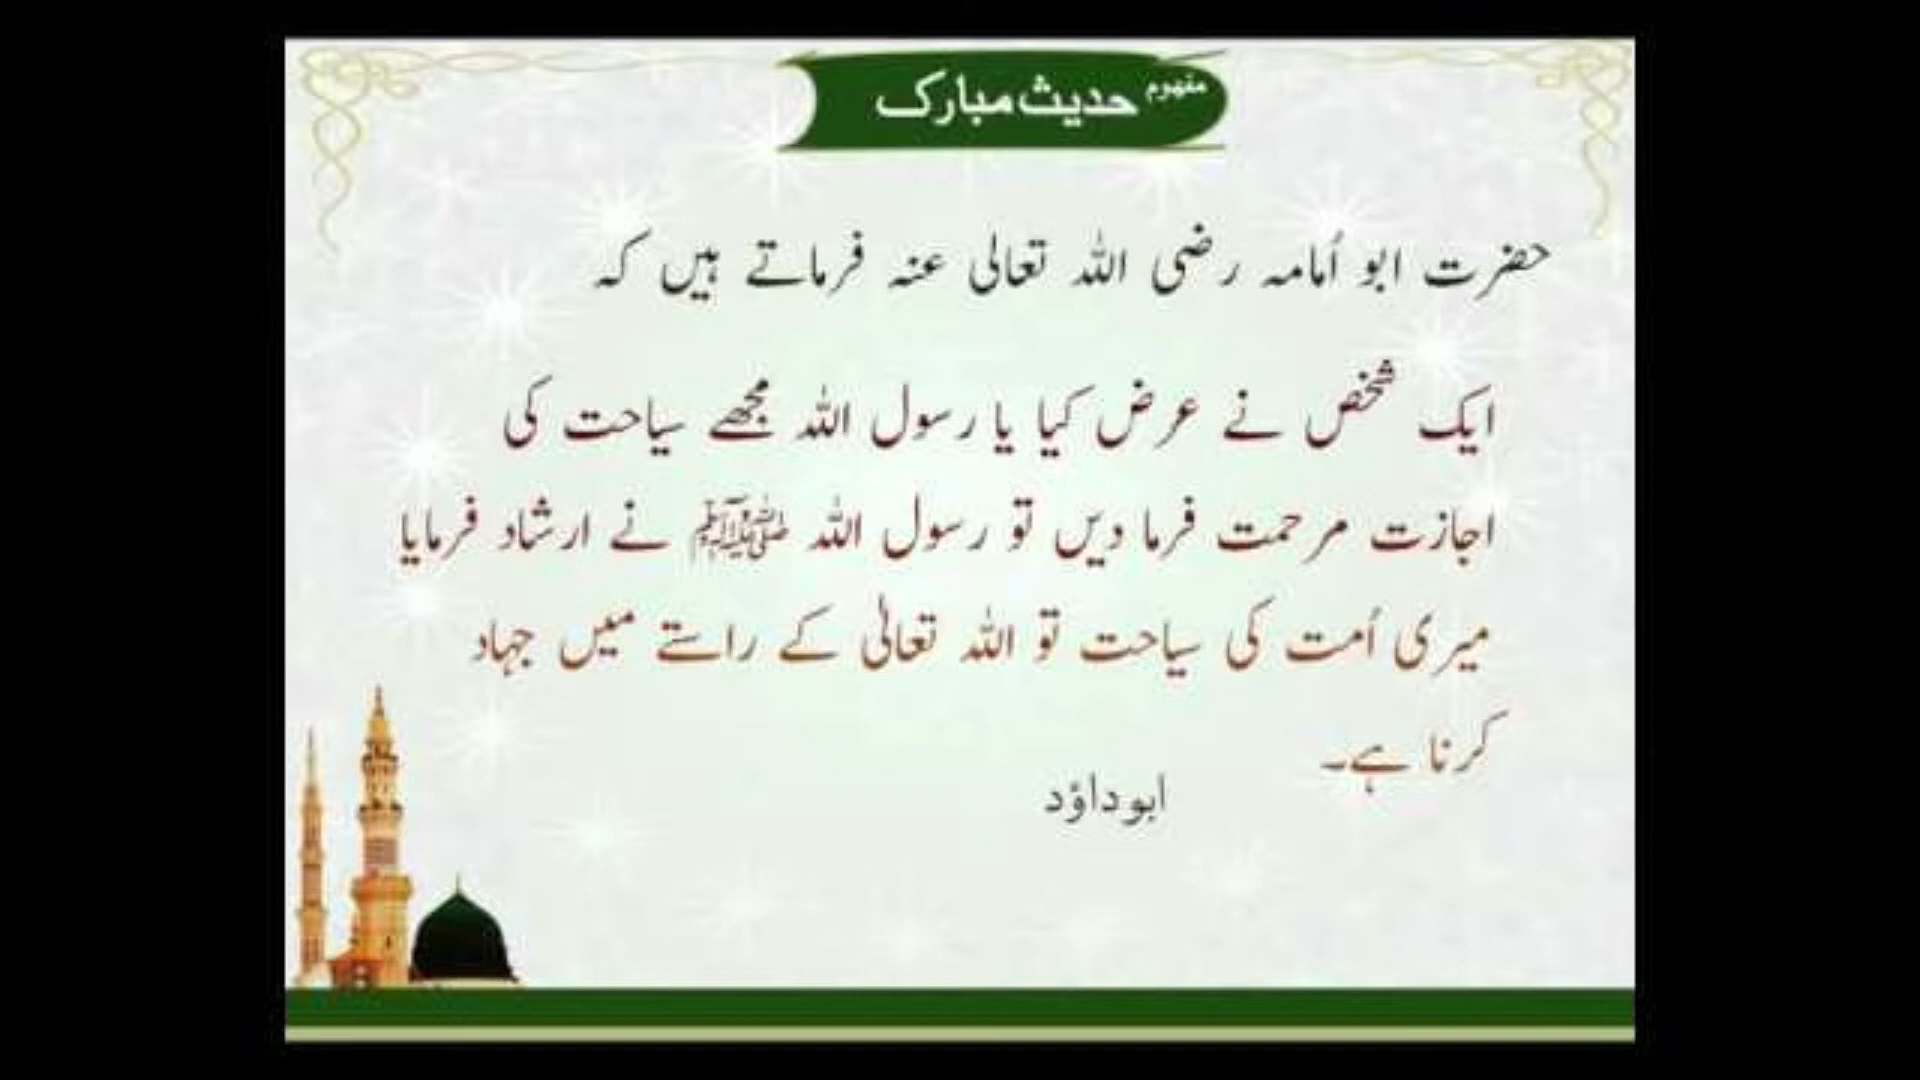 مفہوم حدیث مبارک
حضرت ابو اُمامہ رضی اللہ تعالی عنہ فرماتے ہیں کہ
ایک شخص نے عرض کیا یا رسول اللہ مجھے سیاحت کی
اجازت مرحمت فرما دیں تو رسول اللہ ﷺ نے ارشاد فرمایا
میری اُمت کی سیاحت تو اللہ تعالیٰ کے راستے میں جہاد
کرنا ہے۔
ابوداؤد